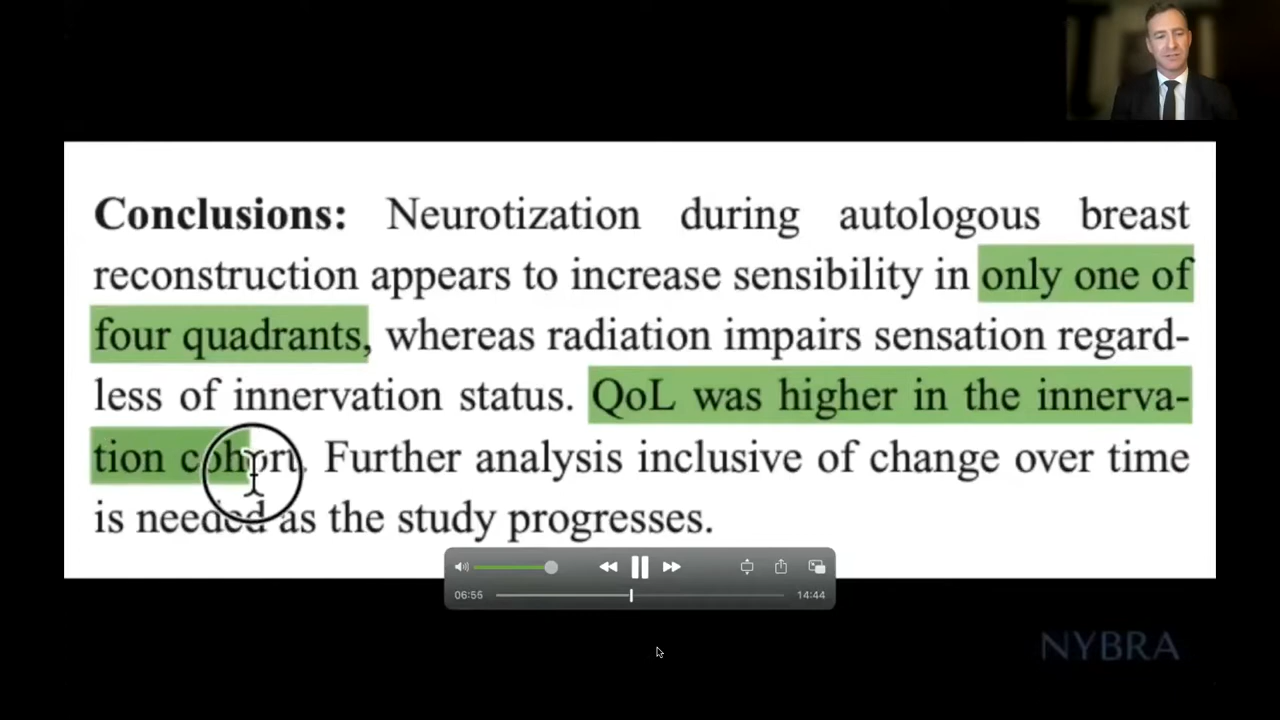 Conclusions: Neurotization during autologous breast
reconstruction appears to increase sensibility in only one of
four quadrants, whereas radiation impairs sensation regard-
less of innervation status. QoL was higher in the innerva-
tion cohort. Further analysis inclusive of change over time
is needed as the study progresses.
06:55
14:44
NYBRA